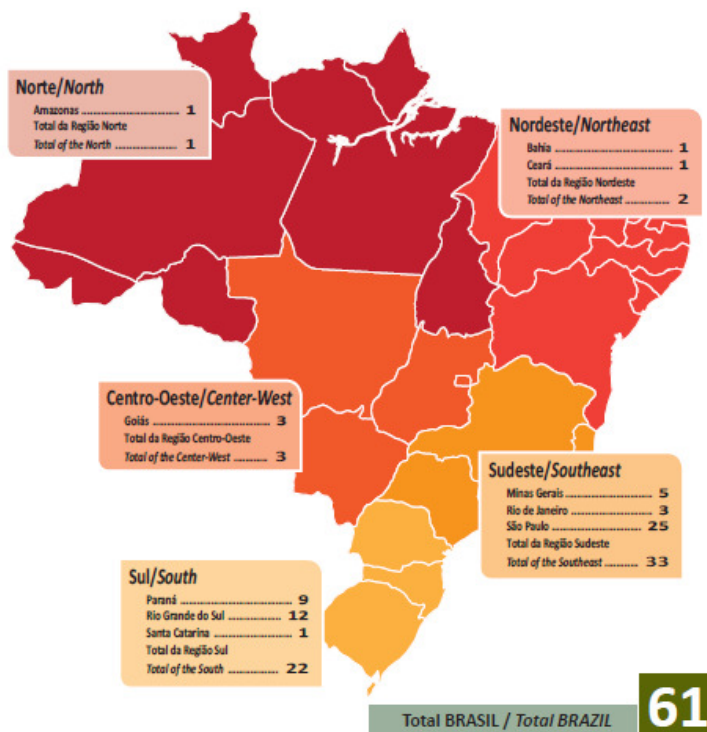 Norte/North
Amazonas ........................................ 1
Total da Região Norte
Total of the North ......................... 1
Nordeste/Northeast
Bahia ................................................ 1
Ceará ................................................ 1
Total da Região Nordeste
Total of the Northeast .................. 2
Centro-Oeste/Center-West
Goiás ................................................ 3
Total da Região Centro-Oeste
Total of the Center-West .............. 3
Sudeste/Southeast
Minas Gerais .................................... 5
Rio de Janeiro .................................. 3
São Paulo ........................................ 25
Total da Região Sudeste
Total of the Southeast .......... 33
Sul/South
Paraná ............................................. 9
Rio Grande do Sul ................... 12
Santa Catarina ................................ 1
Total da Região Sul
Total of the South .................. 22
Total BRASIL / Total BRAZIL 61